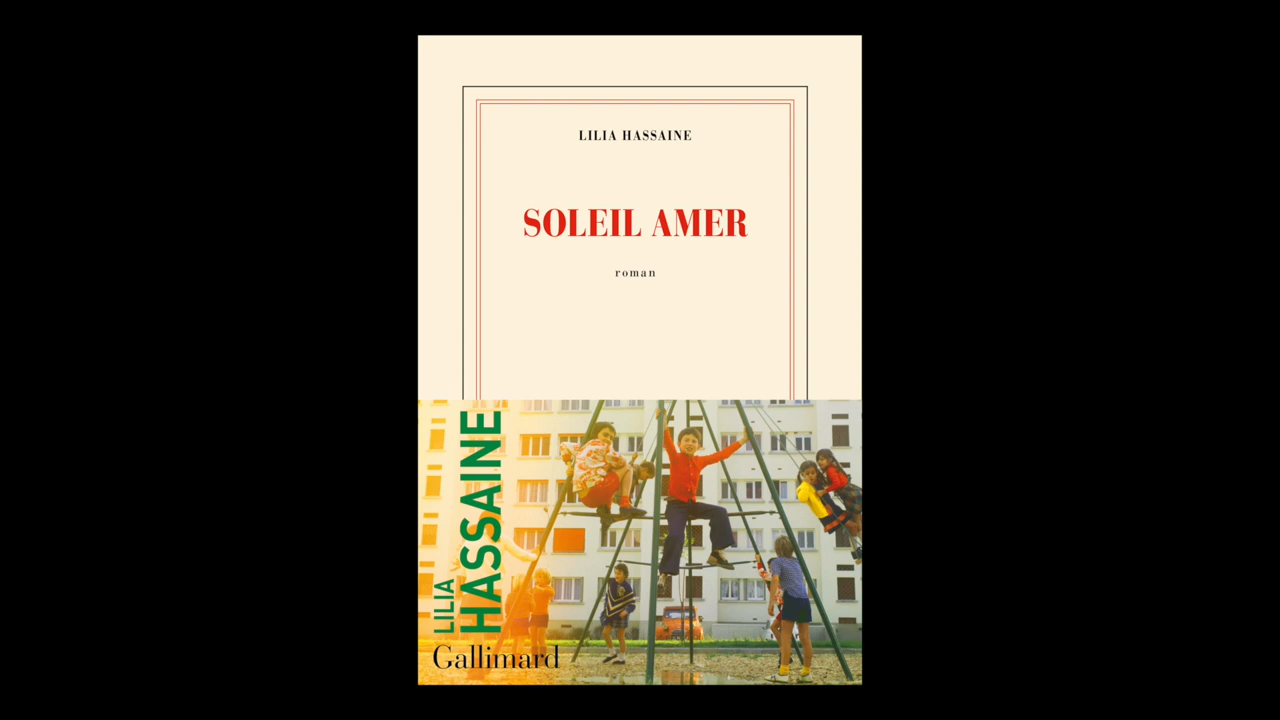 LILIA HASSAINE
SOLEIL AMER
roman
LILIA
HASSAINE
Gallimard